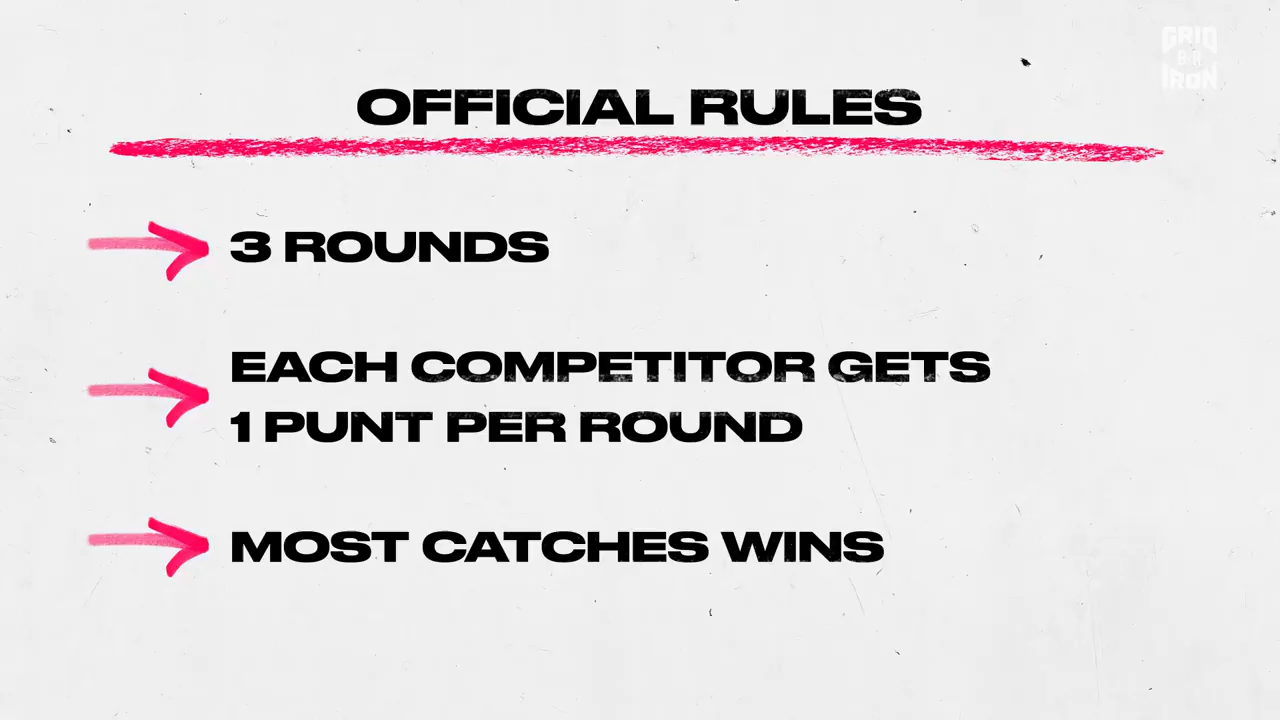 GRID
B R
IRON
OFFICIAL RULES
3 ROUNDS
EACH COMPETITOR GETS
1 PUNT PER ROUND
MOST CATCHES WINS